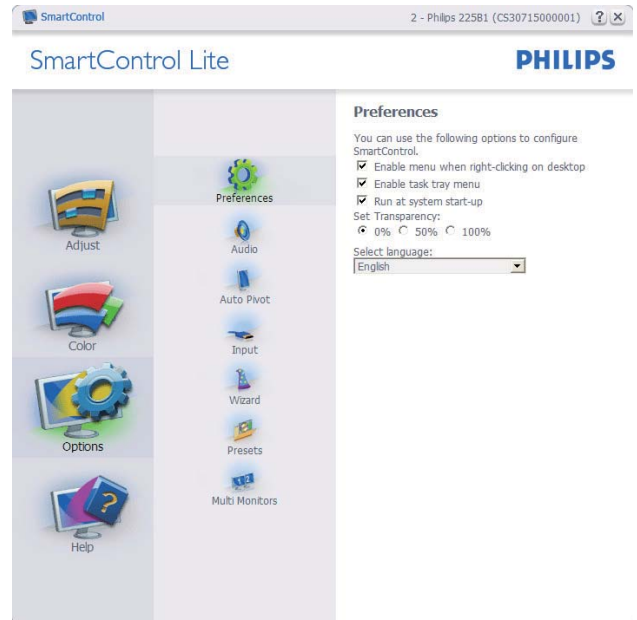 SmartControl
2 - Philips 225B1 (CS30715000001)
?
SmartControl Lite
PHILIPS
Adjust
Color
Options
?
Help
Preferences
Audio
Auto Pivot
Input
Wizard
Presets
1 2
Multi Monitors
Preferences
You can use the following options to configure
SmartControl.
Enable menu when right-clicking on desktop
Enable task tray menu
Run at system start-up
Set Transparency:
0% 50% 100%
Select language:
English